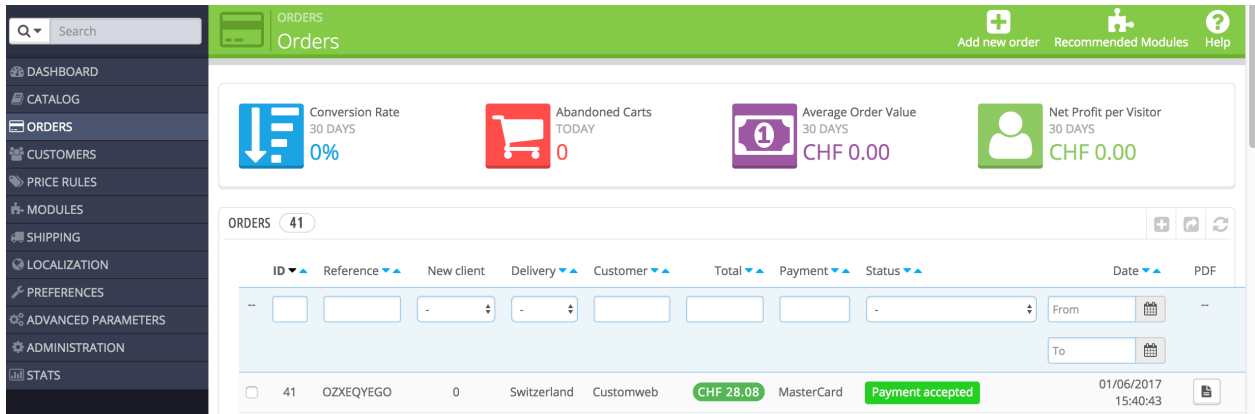 Search
DASHBOARD
CATALOG
ORDERS
CUSTOMERS
PRICE RULES
MODULES
SHIPPING
LOCALIZATION
PREFERENCES
ADVANCED PARAMETERS
ADMINISTRATION
STATS
ORDERS
Orders
Add new order Recommended Modules Help
Conversion Rate
30 DAYS
0%
Abandoned Carts
TODAY
0
1
Average Order Value
30 DAYS
CHF 0.00
Net Profit per Visitor
30 DAYS
CHF 0.00
ORDERS 41
ID Reference New client Delivery Customer Total Payment Status Date PDF
-- - - - From --
To
41 OZXEQYEGO 0 Switzerland Customweb CHF 28.08 MasterCard Payment accepted 01/06/2017
15:40:43